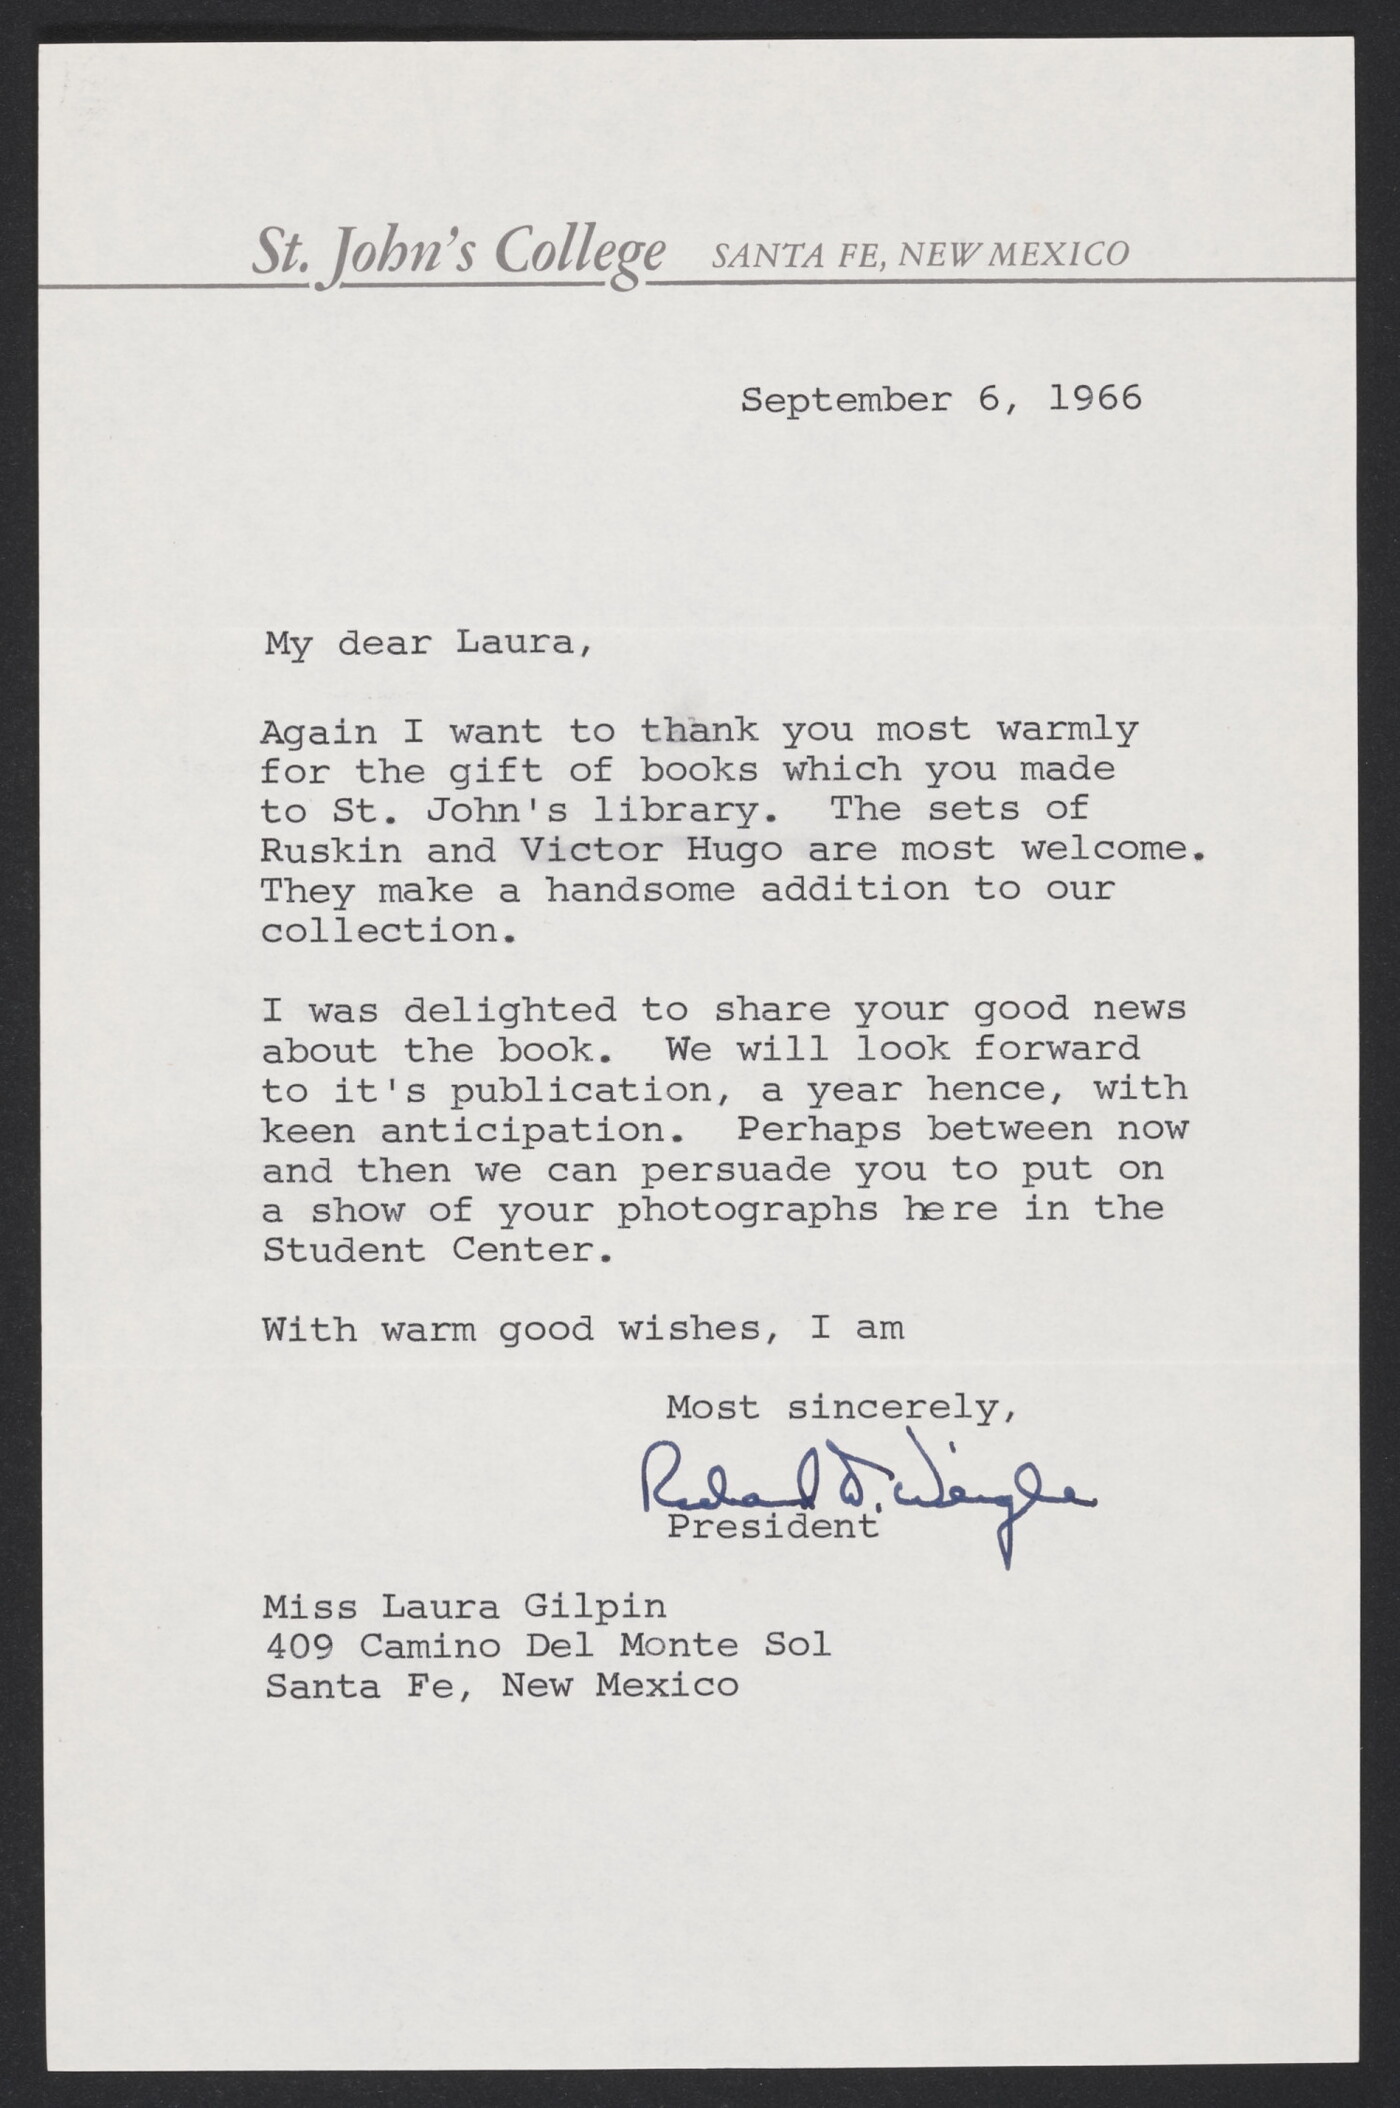 St. John's College SANTA FE, NEW MEXICO
September 6, 1966
My dear Laura,
Again I want to thank you most warmly
for the gift of books which you made
to St. John's library. The sets of
Ruskin and Victor Hugo are most welcome.
They make a handsome addition to our
collection.
I was delighted to share your good news
about the book. We will look forward
to it's publication, a year hence, with
keen anticipation. Perhaps between now
and then we can persuade you to put on
a show of your photographs here in the
Student Center.
With warm good wishes, I am
Most sincerely,
Richard D. Weigle
President
Miss Laura Gilpin
409 Camino Del Monte Sol
Santa Fe, New Mexico